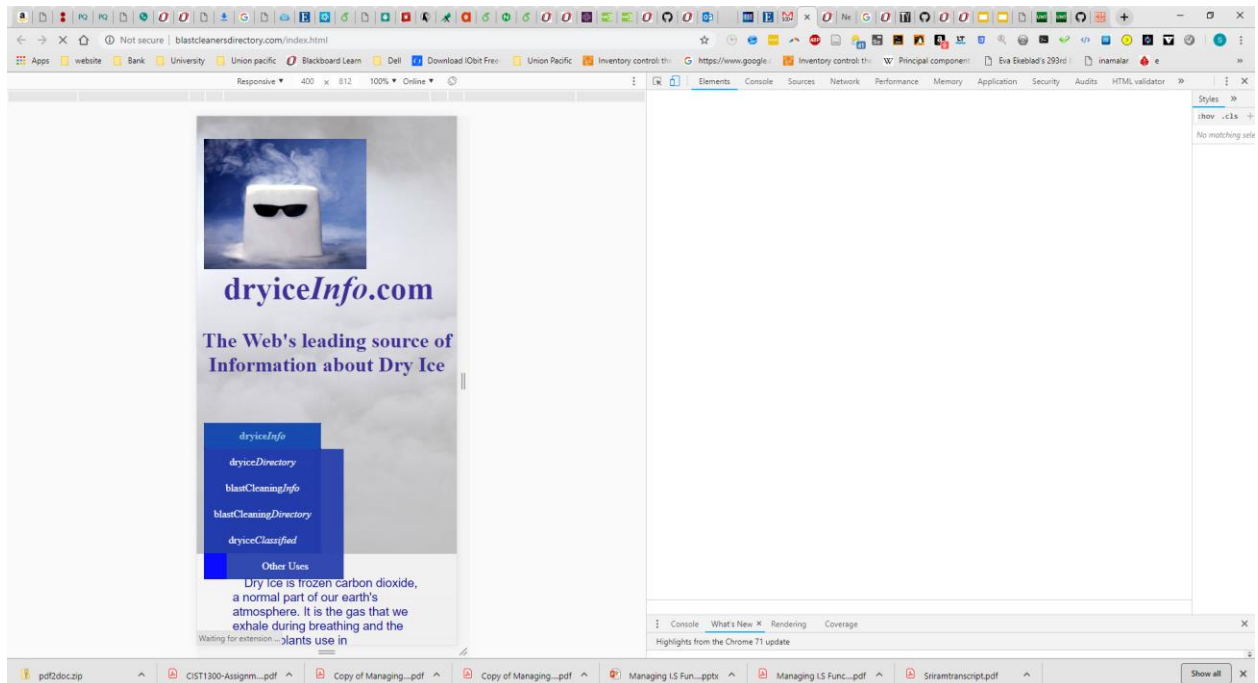 Not secure | blastcleanersdirectory.com/index.html
Apps website Bank University Union pacific Blackboard Learn Union pacific Dell Download IObit Free Union Pacific Inventory control: the https://www.google. Inventory control: th Principal component Eva Ekeblad's 293rd inamalar e
Responsive 400 x 812 100% Online
Elements Console Sources Network Performance Memory Application Security Audits HTML validator
Styles
:hov .cls +
No matching sele
dryiceInfo.com
The Web's leading source of
Information about Dry Ice
dryiceInfo
dryiceDirectory
blastCleaningInfo
blastCleaningDirectory
dryiceClassified
Other Uses
Dry Ice is frozen carbon dioxide,
a normal part of our earth's
atmosphere. It is the gas that we
exhale during breathing and the
Waiting for extension ... plants use in
Console What's New × Rendering Coverage
Highlights from the Chrome 71 update
pdf2doc.zip CIST1300-Assignm....pdf Copy of Managing....pdf Copy of Managing....pdf Managing I.S Fun....pptx Managing I.S Func....pdf Sriramtranscript.pdf Show all